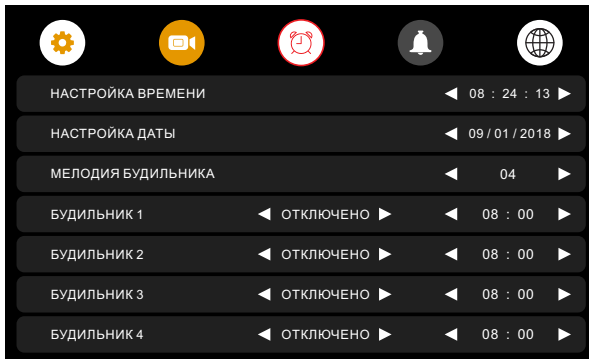 НАСТРОЙКА ВРЕМЕНИ 08 : 24 : 13
НАСТРОЙКА ДАТЫ 09 / 01 / 2018
МЕЛОДИЯ БУДИЛЬНИКА 04
БУДИЛЬНИК 1 ОТКЛЮЧЕНО 08 : 00
БУДИЛЬНИК 2 ОТКЛЮЧЕНО 08 : 00
БУДИЛЬНИК 3 ОТКЛЮЧЕНО 08 : 00
БУДИЛЬНИК 4 ОТКЛЮЧЕНО 08 : 00